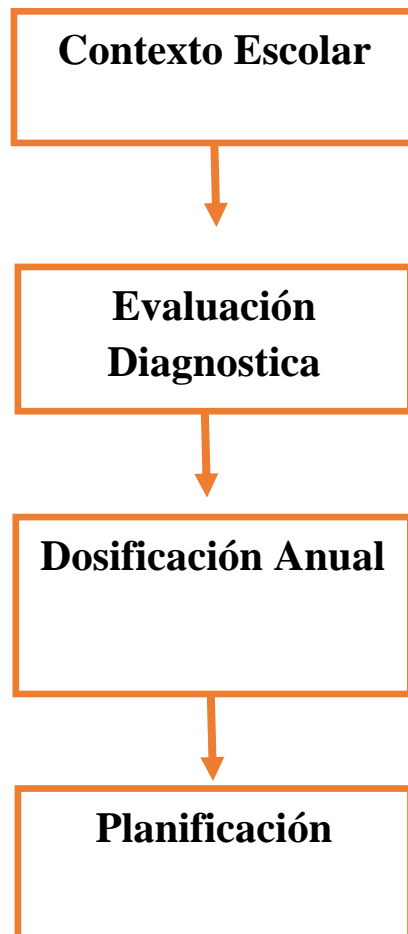 Contexto Escolar
Evaluación
Diagnostica
Dosificación Anual
Planificación